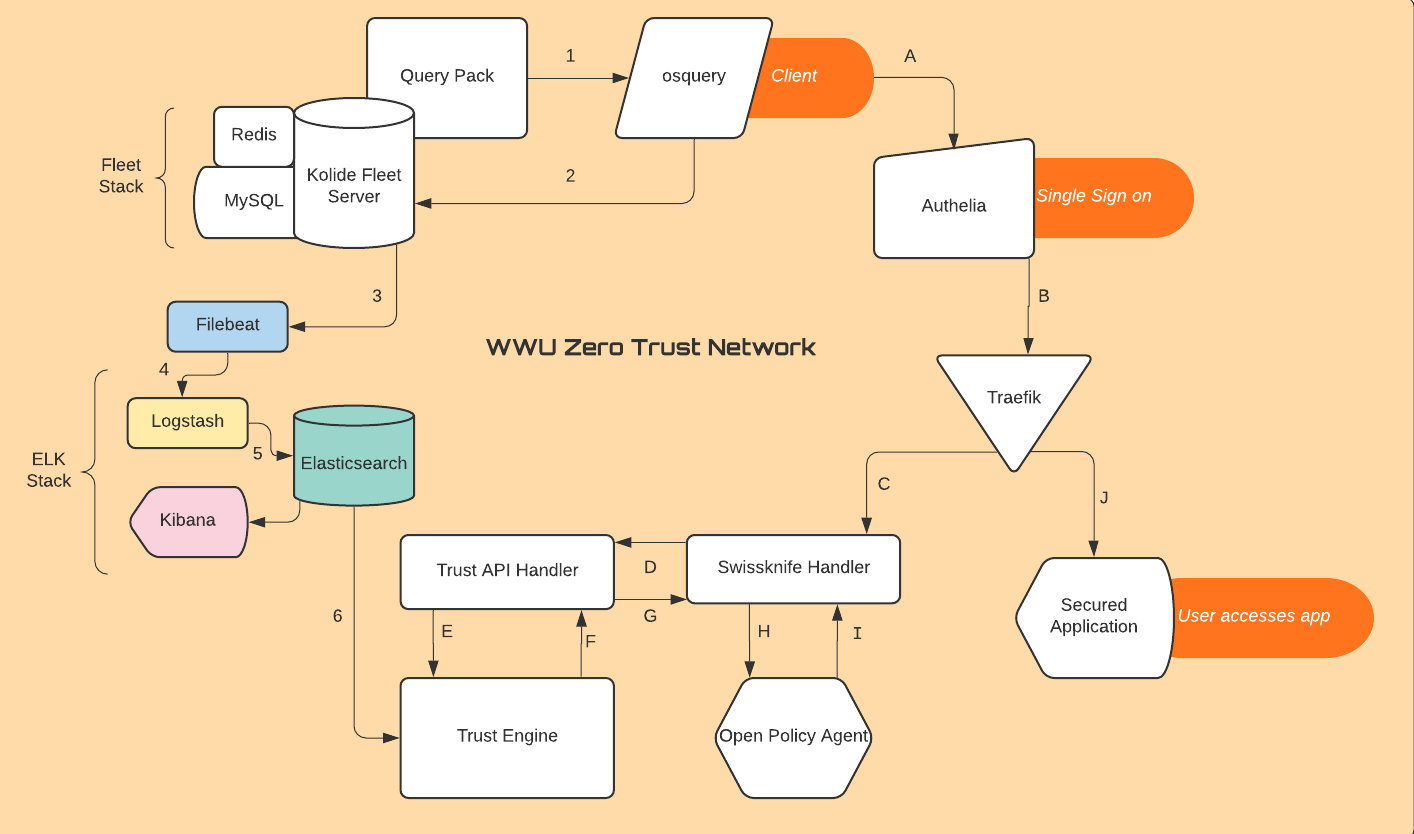 Query Pack
1
osquery
Client
A
Redis
Fleet
Stack
MySQL
Kolide Fleet
Server
2
Authelia
Single Sign on
3
B
Filebeat
WWU Zero Trust Network
4
Logstash
5
Elasticsearch
ELK
Stack
Kibana
Traefik
C
J
Trust API Handler
D
G
Swissknife Handler
6
E
F
H
I
Secured
Application
User accesses app
Trust Engine
Open Policy Agent